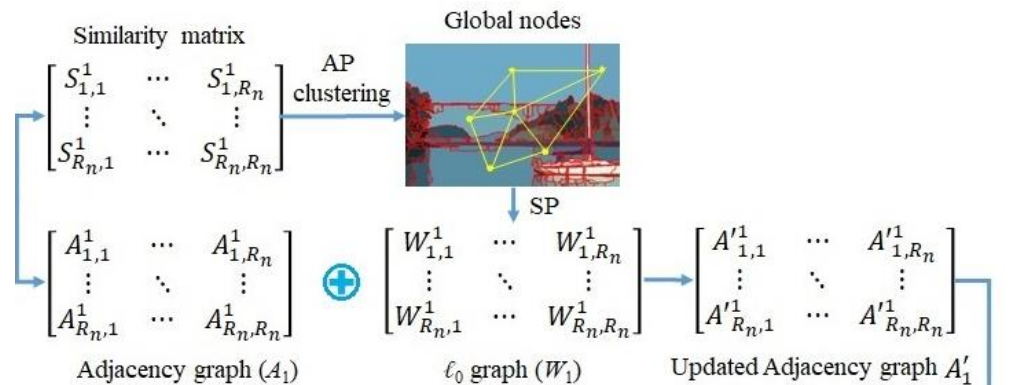 Global nodes
Similarity matrix
S^1_{1,1} ⋯ S^1_{1,R_n}
⋮ ⋱ ⋮
S^1_{R_n,1} ⋯ S^1_{R_n,R_n}
AP
clustering
SP
A^1_{1,1} ⋯ A^1_{1,R_n}
⋮ ⋱ ⋮
A^1_{R_n,1} ⋯ A^1_{R_n,R_n}
+
W^1_{1,1} ⋯ W^1_{1,R_n}
⋮ ⋱ ⋮
W^1_{R_n,1} ⋯ W^1_{R_n,R_n}
A'^1_{1,1} ⋯ A'^1_{1,R_n}
⋮ ⋱ ⋮
A'^1_{R_n,1} ⋯ A'^1_{R_n,R_n}
Adjacency graph (A_1)
ℓ_0 graph (W_1)
Updated Adjacency graph A'_1